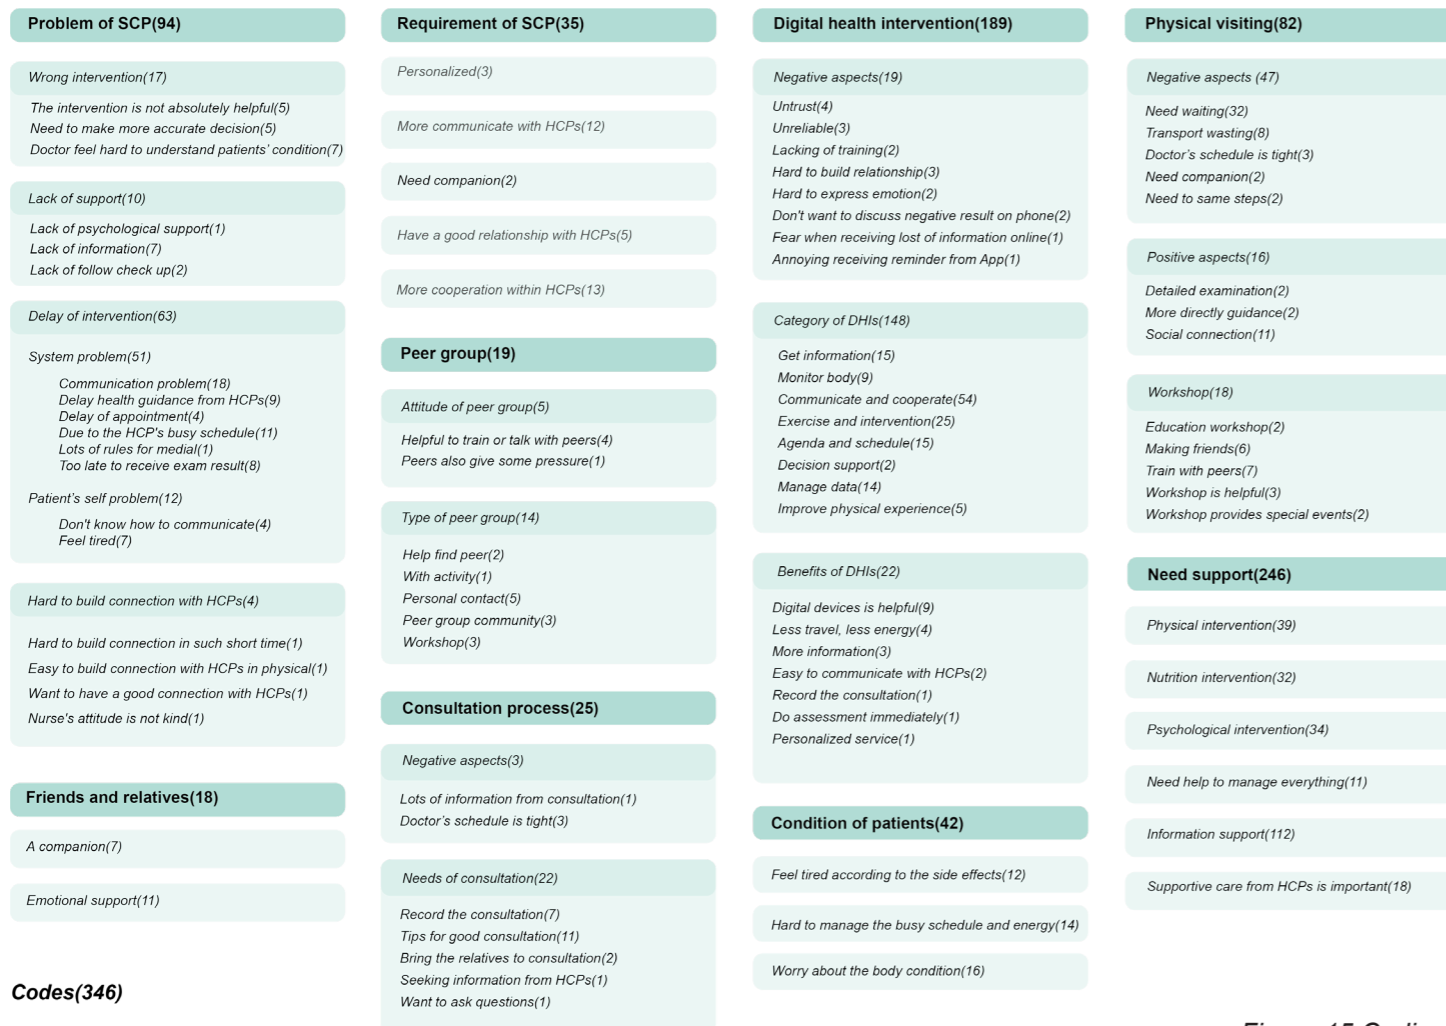 Problem of SCP(94)
Wrong intervention(17)
The intervention is not absolutely helpful(5)
Need to make more accurate decision(5)
Doctor feel hard to understand patients' condition(7)
Lack of support(10)
Lack of psychological support(1)
Lack of information(7)
Lack of follow check up(2)
Delay of intervention(63)
System problem(51)
Communication problem(18)
Delay health guidance from HCPs(9)
Delay of appointment(4)
Due to the HCP's busy schedule(11)
Lots of rules for medial(1)
Too late to receive exam result(8)
Patient's self problem(12)
Don't know how to communicate(4)
Feel tired(7)
Hard to build connection with HCPs(4)
Hard to build connection in such short time(1)
Easy to build connection with HCPs in physical(1)
Want to have a good connection with HCPs(1)
Nurse's attitude is not kind(1)
Friends and relatives(18)
A companion(7)
Emotional support(11)
Codes(346)
Requirement of SCP(35)
Personalized(3)
More communicate with HCPs(12)
Need companion(2)
Have a good relationship with HCPs(5)
More cooperation within HCPs(13)
Peer group(19)
Attitude of peer group(5)
Helpful to train or talk with peers(4)
Peers also give some pressure(1)
Type of peer group(14)
Help find peer(2)
With activity(1)
Personal contact(5)
Peer group community(3)
Workshop(3)
Consultation process(25)
Negative aspects(3)
Lots of information from consultation(1)
Doctor's schedule is tight(3)
Needs of consultation(22)
Record the consultation(7)
Tips for good consultation(11)
Bring the relatives to consultation(2)
Seeking information from HCPs(1)
Want to ask questions(1)
Digital health intervention(189)
Negative aspects(19)
Untrust(4)
Unreliable(3)
Lacking of training(2)
Hard to build relationship(3)
Hard to express emotion(2)
Don't want to discuss negative result on phone(2)
Fear when receiving lost of information online(1)
Annoying receiving reminder from App(1)
Category of DHIs(148)
Get information(15)
Monitor body(9)
Communicate and cooperate(54)
Exercise and intervention(25)
Agenda and schedule(15)
Decision support(2)
Manage data(14)
Improve physical experience(5)
Benefits of DHIs(22)
Digital devices is helpful(9)
Less travel, less energy(4)
More information(3)
Easy to communicate with HCPs(2)
Record the consultation(1)
Do assessment immediately(1)
Personalized service(1)
Condition of patients(42)
Feel tired according to the side effects(12)
Hard to manage the busy schedule and energy(14)
Worry about the body condition(16)
Physical visiting(82)
Negative aspects (47)
Need waiting(32)
Transport wasting(8)
Doctor's schedule is tight(3)
Need companion(2)
Need to same steps(2)
Positive aspects(16)
Detailed examination(2)
More directly guidance(2)
Social connection(11)
Workshop(18)
Education workshop(2)
Making friends(6)
Train with peers(7)
Workshop is helpful(3)
Workshop provides special events(2)
Need support(246)
Physical intervention(39)
Nutrition intervention(32)
Psychological intervention(34)
Need help to manage everything(11)
Information support(112)
Supportive care from HCPs is important(18)